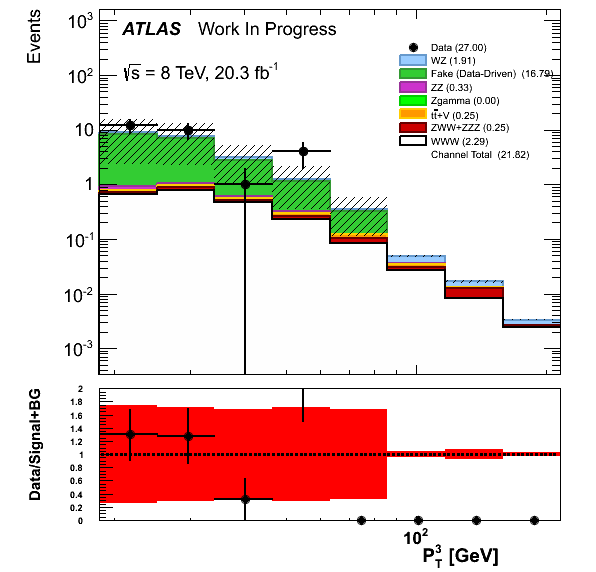 Events
ATLAS Work In Progress
√s = 8 TeV, 20.3 fb⁻¹
Data (27.00)
WZ (1.91)
Fake (Data-Driven) (16.79)
ZZ (0.33)
Zgamma (0.00)
tt̄+V (0.25)
ZWW+ZZZ (0.25)
WWW (2.29)
Channel Total (21.82)
10³
10²
10
1
10⁻¹
10⁻²
10⁻³
Data/Signal+BG
2
1.8
1.6
1.4
1.2
1
0.8
0.6
0.4
0.2
0
10²
P³_T [GeV]